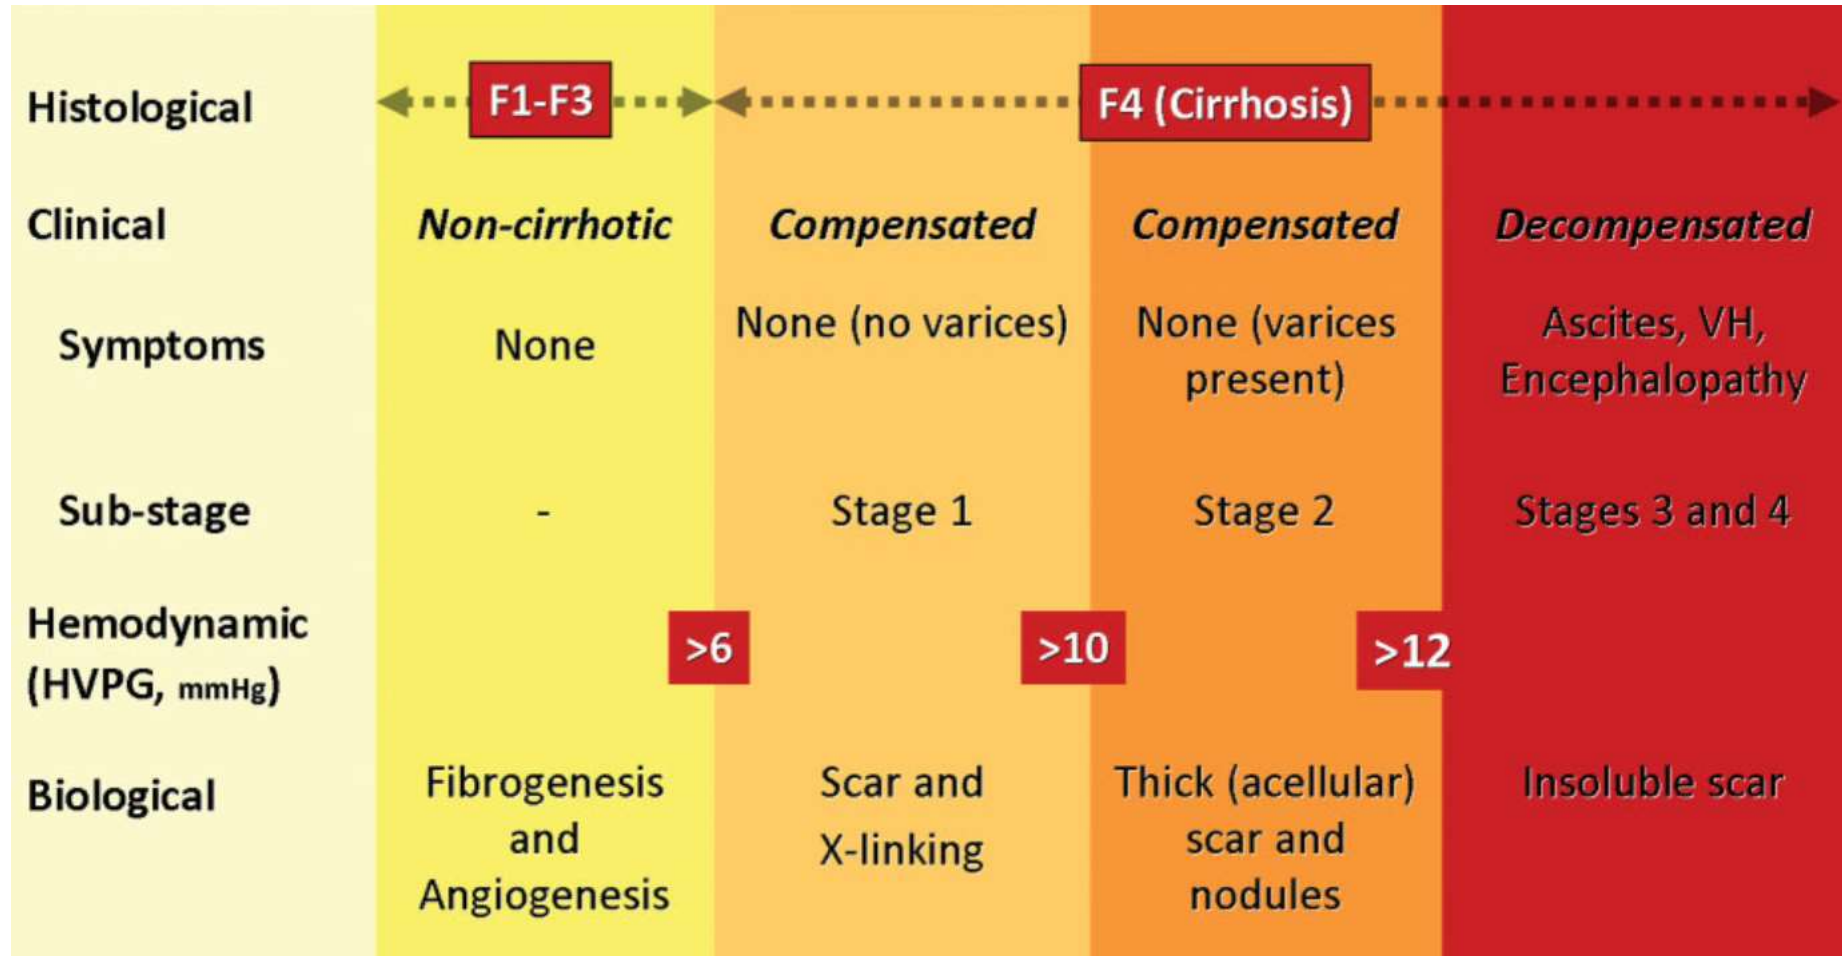 Histological F1-F3 F4 (Cirrhosis)
Clinical Non-cirrhotic Compensated Compensated Decompensated
Symptoms
None
None (no varices)
None (varices
present)
Ascites, VH,
Encephalopathy
Sub-stage - Stage 1 Stage 2 Stages 3 and 4
Hemodynamic
(HVPG, mmHg)
>6 >10 >12
Biological
Fibrogenesis
and
Angiogenesis
Scar and
X-linking
Thick (acellular)
scar and
nodules
Insoluble scar